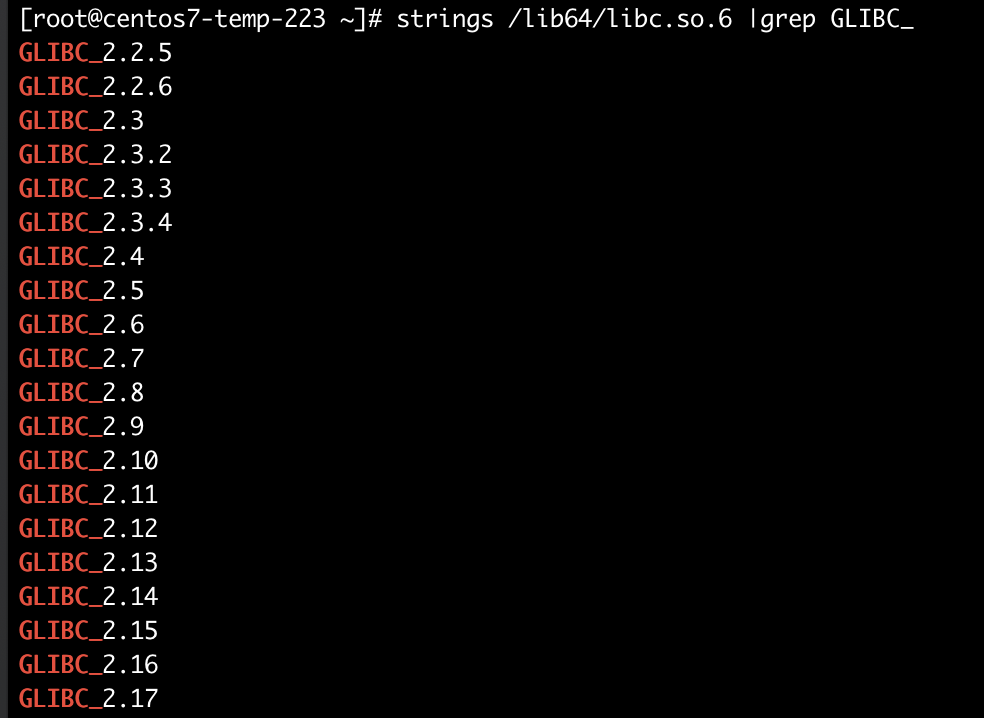 [root@centos7-temp-223 ~]# strings /lib64/libc.so.6 |grep GLIBC_
GLIBC_2.2.5
GLIBC_2.2.6
GLIBC_2.3
GLIBC_2.3.2
GLIBC_2.3.3
GLIBC_2.3.4
GLIBC_2.4
GLIBC_2.5
GLIBC_2.6
GLIBC_2.7
GLIBC_2.8
GLIBC_2.9
GLIBC_2.10
GLIBC_2.11
GLIBC_2.12
GLIBC_2.13
GLIBC_2.14
GLIBC_2.15
GLIBC_2.16
GLIBC_2.17